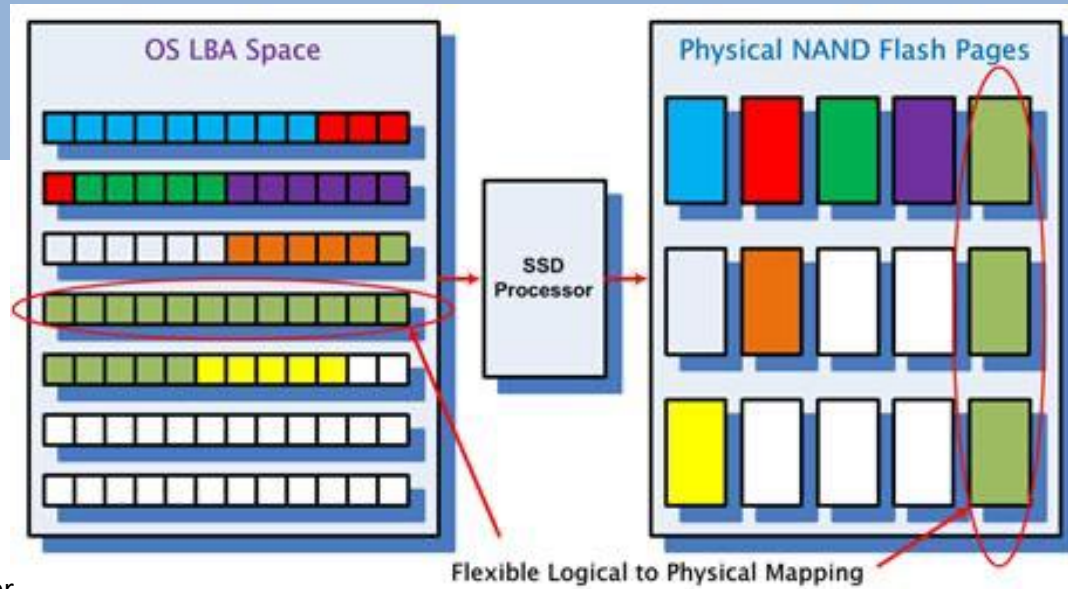 OS LBA Space
Physical NAND Flash Pages
SSD
Processor
Flexible Logical to Physical Mapping